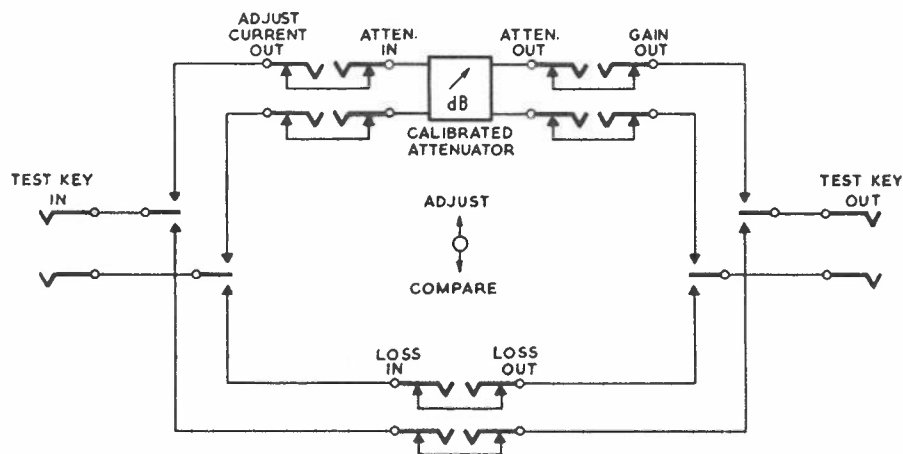 ADJUST
CURRENT
OUT
ATTEN.
IN
ATTEN.
OUT
GAIN
OUT
dB
CALIBRATED
ATTENUATOR
TEST KEY
IN
ADJUST
COMPARE
TEST KEY
OUT
LOSS
IN
LOSS
OUT